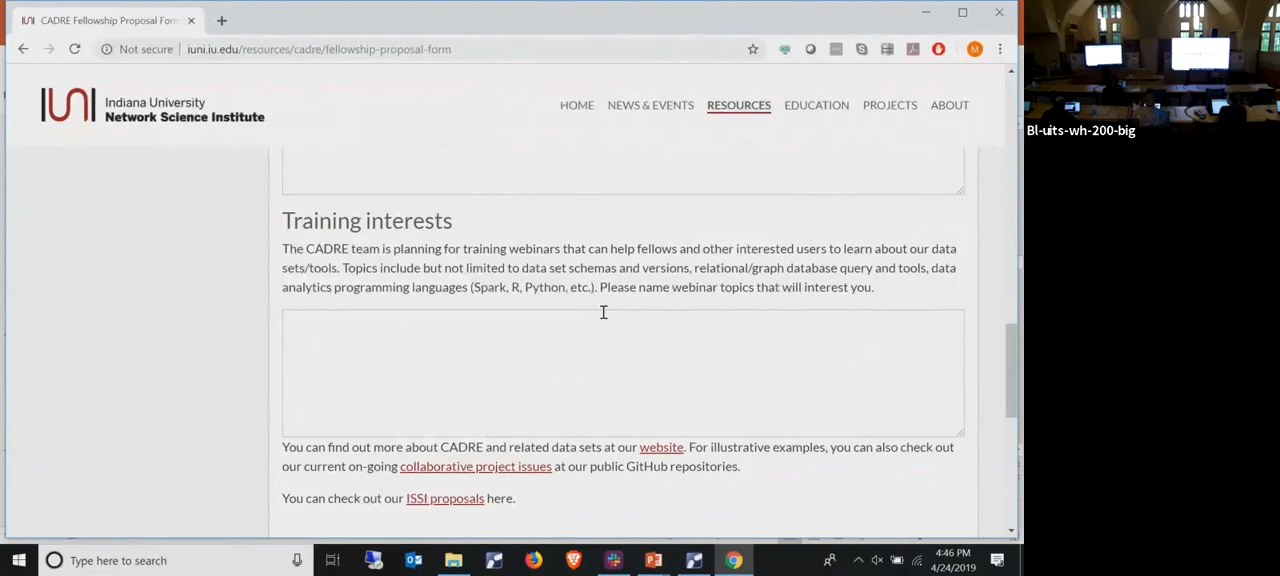 CADRE Fellowship Proposal Form
Not secure
iuni.iu.edu/resources/cadre/fellowship-proposal-form
M
IUNI
Indiana University
Network Science Institute
HOME
NEWS & EVENTS
RESOURCES
EDUCATION
PROJECTS
ABOUT
Training interests
The CADRE team is planning for training webinars that can help fellows and other interested users to learn about our data
sets/tools. Topics include but not limited to data set schemas and versions, relational/graph database query and tools, data
analytics programming languages (Spark, R, Python, etc.). Please name webinar topics that will interest you.
You can find out more about CADRE and related data sets at our website. For illustrative examples, you can also check out
our current on-going collaborative project issues at our public GitHub repositories.
You can check out our ISSI proposals here.
Type here to search
4:46 PM
4/24/2019
Bl-uits-wh-200-big